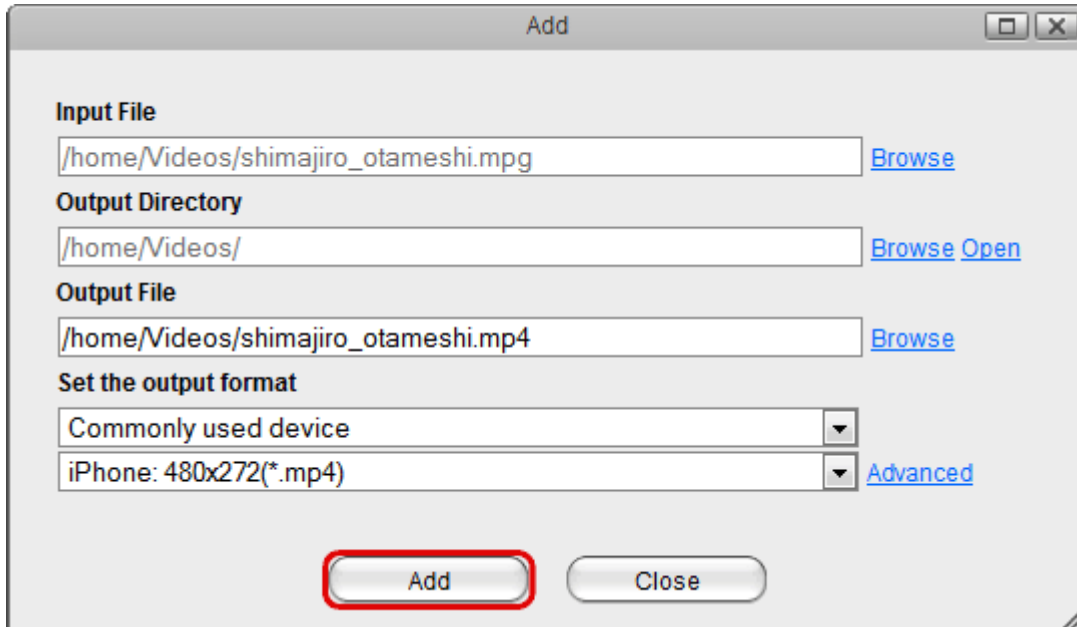 Add
Input File
/home/Videos/shimajiro_otameshi.mpg Browse
Output Directory
/home/Videos/ Browse Open
Output File
/home/Videos/shimajiro_otameshi.mp4 Browse
Set the output format
Commonly used device
iPhone: 480x272(*.mp4) Advanced
Add Close